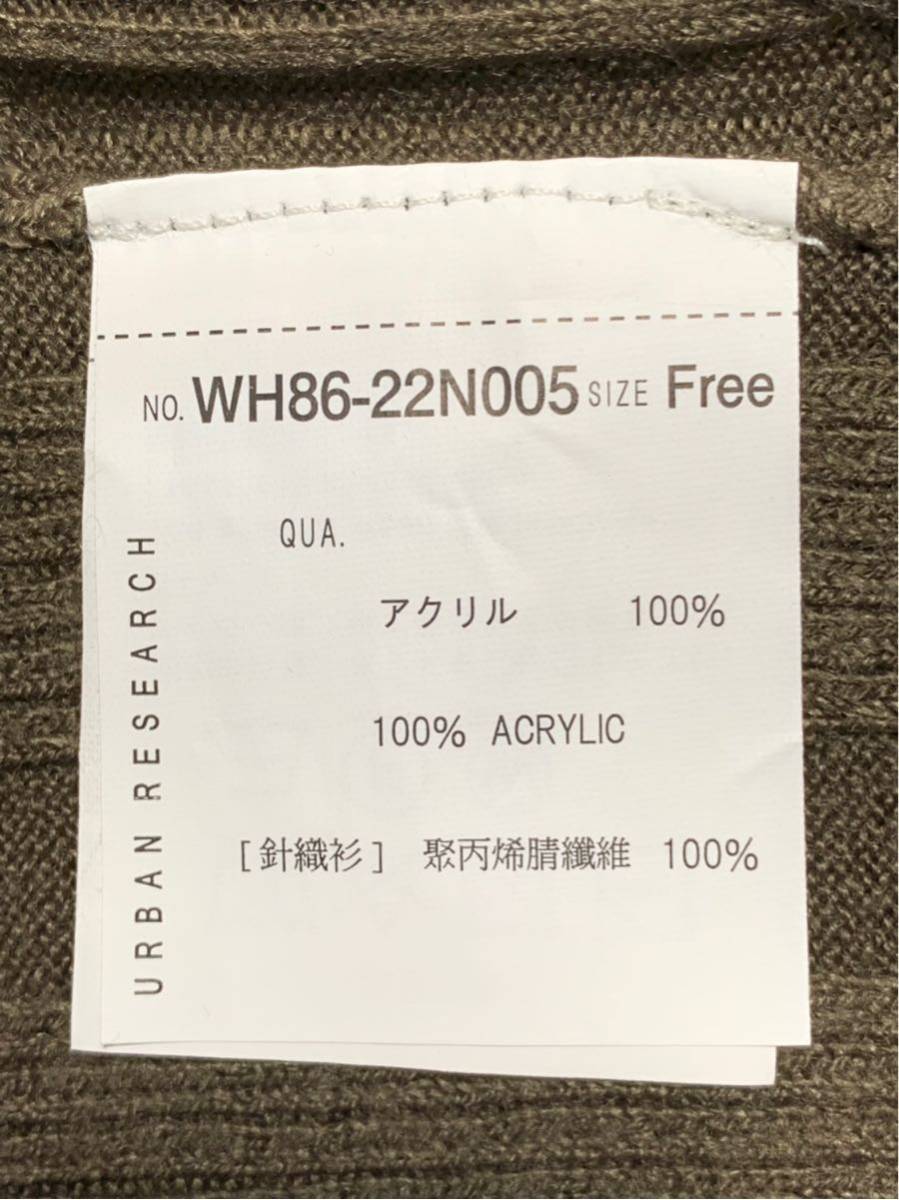 NO. WH86-22N005 SIZE Free
QUA.
アクリル 100%
100% ACRYLIC
[針織衫] 聚丙烯腈纖維 100%
URBAN RESEARCH